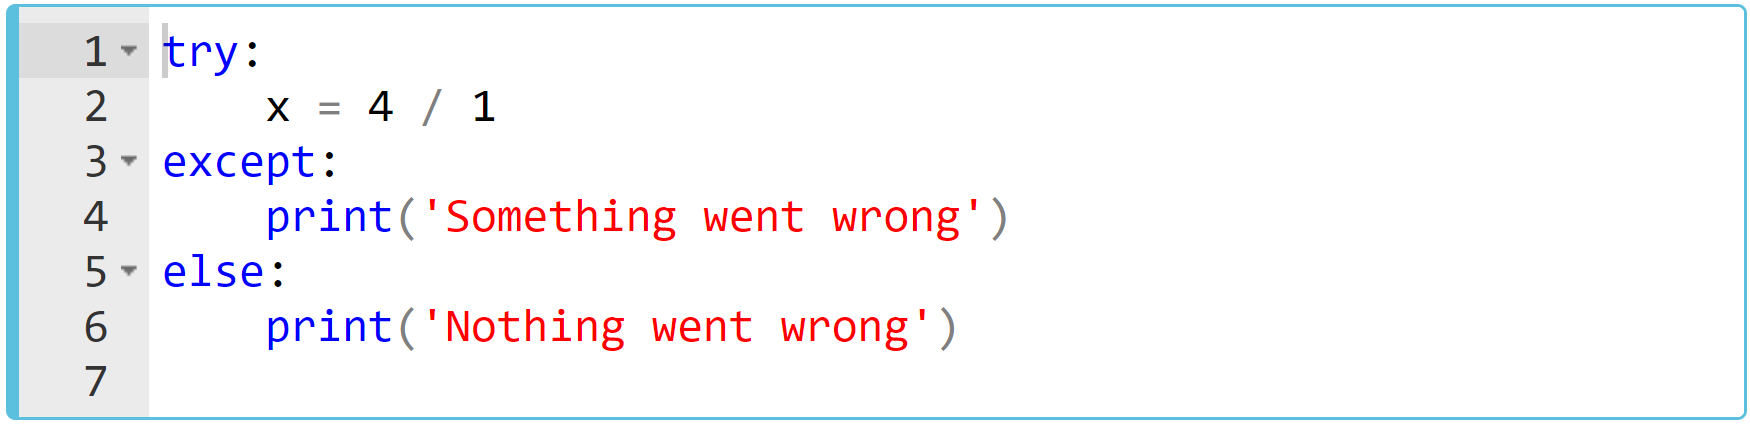 1 try:
2     x = 4 / 1
3 except:
4     print('Something went wrong')
5 else:
6     print('Nothing went wrong')
7